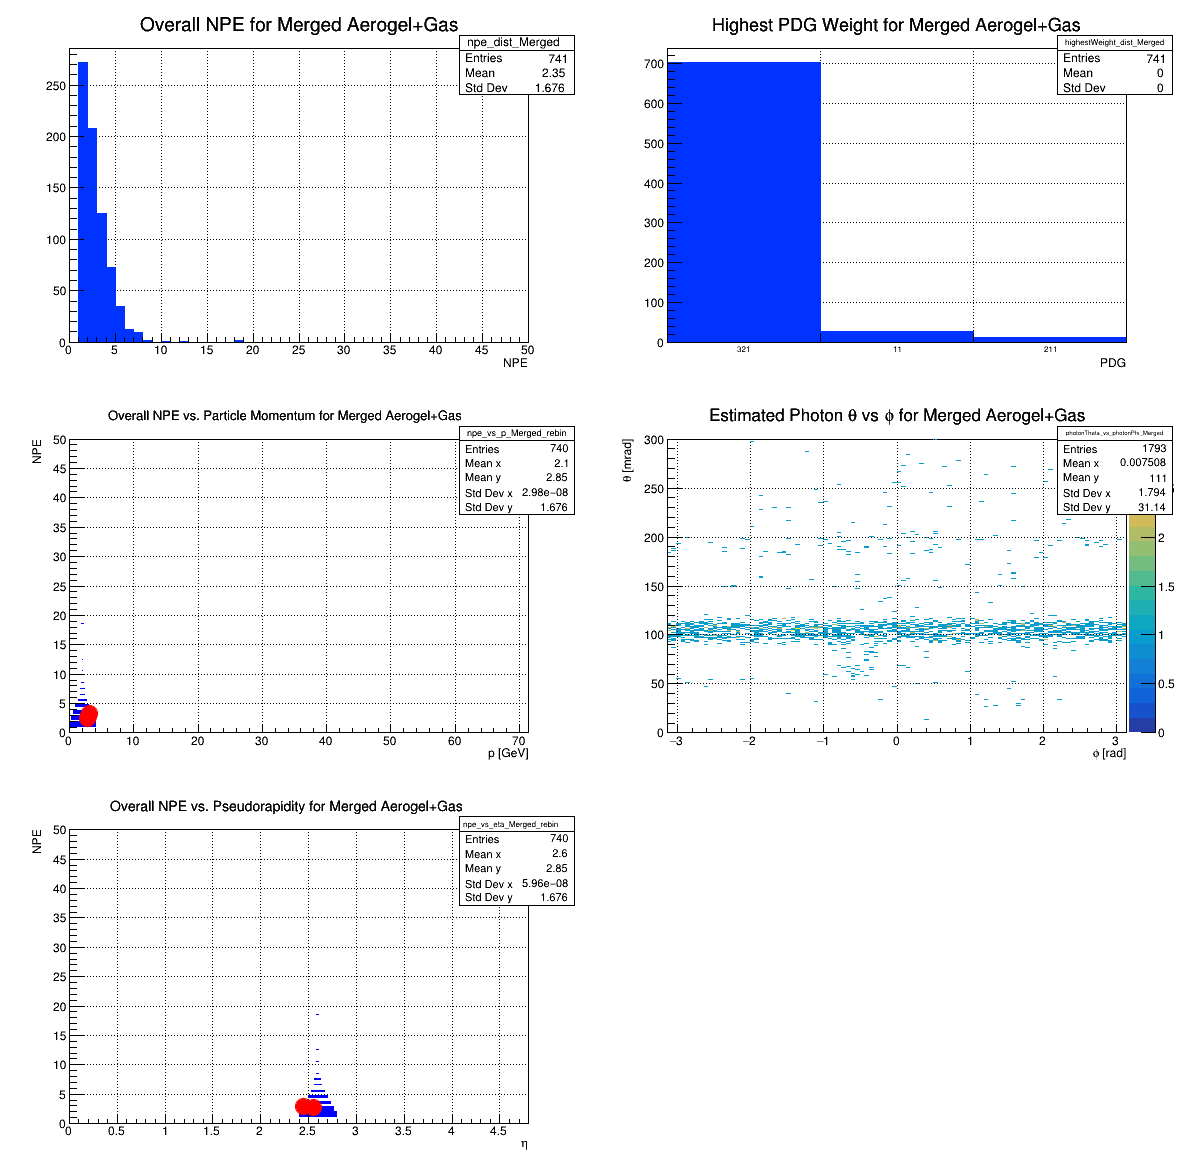 Overall NPE for Merged Aerogel+Gas
npe_dist_Merged
Entries 741
Mean 2.35
Std Dev 1.676
250
200
150
100
50
0
0 5 10 15 20 25 30 35 40 45 50
NPE
Highest PDG Weight for Merged Aerogel+Gas
highestWeight_dist_Merged
Entries 741
Mean 0
Std Dev 0
700
600
500
400
300
200
100
0
321 11 211
PDG
Overall NPE vs. Particle Momentum for Merged Aerogel+Gas
npe_vs_p_Merged_rebin
Entries 740
Mean x 2.1
Mean y 2.85
Std Dev x 2.98e−08
Std Dev y 1.676
NPE
50
45
40
35
30
25
20
15
10
5
0
0 10 20 30 40 50 60 70
p [GeV]
Estimated Photon θ vs ϕ for Merged Aerogel+Gas
photonTheta_vs_photonPhi_Merged
Entries 1793
Mean x 0.007508
Mean y 111
Std Dev x 1.794
Std Dev y 31.14
θ [mrad]
300
250
200
150
100
50
0
−3 −2 −1 0 1 2 3
ϕ [rad]
2
1.5
1
0.5
0
Overall NPE vs. Pseudorapidity for Merged Aerogel+Gas
npe_vs_eta_Merged_rebin
Entries 740
Mean x 2.6
Mean y 2.85
Std Dev x 5.96e−08
Std Dev y 1.676
NPE
50
45
40
35
30
25
20
15
10
5
0
0 0.5 1 1.5 2 2.5 3 3.5 4 4.5
η